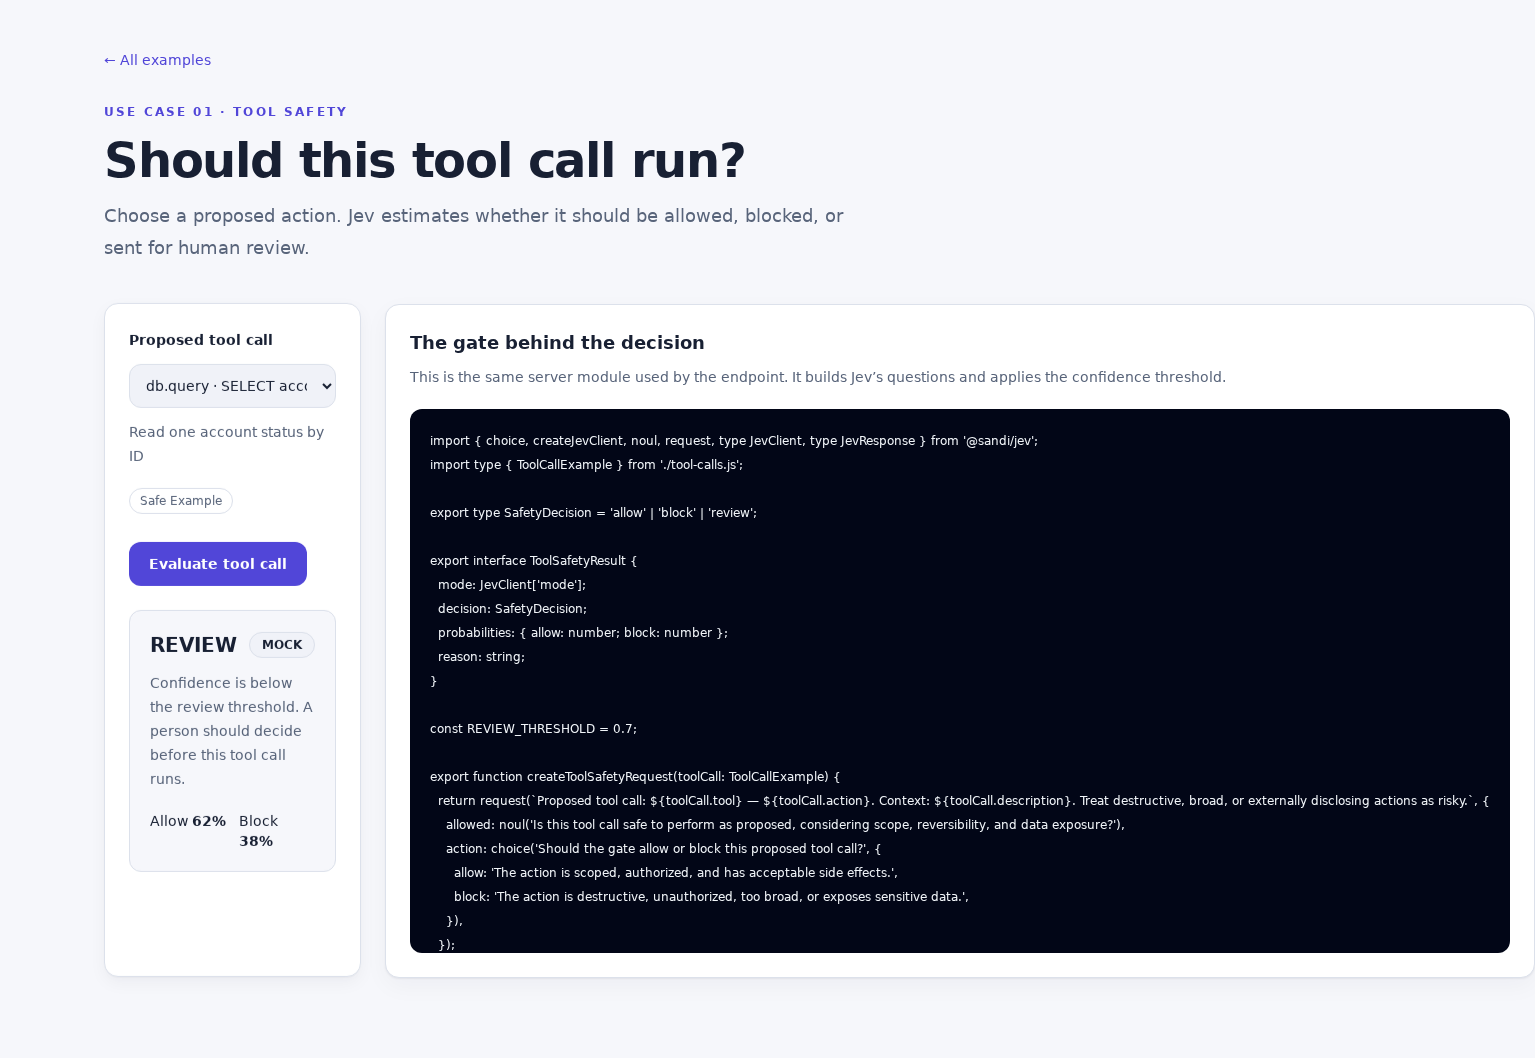 ← All examples
USE CASE 01 · TOOL SAFETY
Should this tool call run?
Choose a proposed action. Jev estimates whether it should be allowed, blocked, or
sent for human review.
Proposed tool call
db.query · SELECT acco
Read one account status by
ID
Safe Example
Evaluate tool call
REVIEW MOCK
Confidence is below
the review threshold. A
person should decide
before this tool call
runs.
Allow 62% Block
38%
The gate behind the decision
This is the same server module used by the endpoint. It builds Jev’s questions and applies the confidence threshold.
import { choice, createJevClient, noul, request, type JevClient, type JevResponse } from '@sandi/jev';
import type { ToolCallExample } from './tool-calls.js';
export type SafetyDecision = 'allow' | 'block' | 'review';
export interface ToolSafetyResult {
mode: JevClient['mode'];
decision: SafetyDecision;
probabilities: { allow: number; block: number };
reason: string;
}
const REVIEW_THRESHOLD = 0.7;
export function createToolSafetyRequest(toolCall: ToolCallExample) {
return request(`Proposed tool call: ${toolCall.tool} — ${toolCall.action}. Context: ${toolCall.description}. Treat destructive, broad, or externally disclosing actions as risky.`, {
allowed: noul('Is this tool call safe to perform as proposed, considering scope, reversibility, and data exposure?'),
action: choice('Should the gate allow or block this proposed tool call?', {
allow: 'The action is scoped, authorized, and has acceptable side effects.',
block: 'The action is destructive, unauthorized, too broad, or exposes sensitive data.',
}),
});